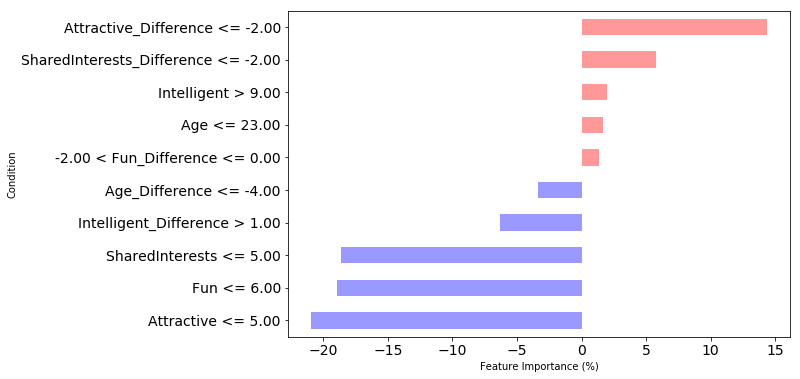 Attractive_Difference <= -2.00
SharedInterests_Difference <= -2.00
Intelligent > 9.00
Age <= 23.00
-2.00 < Fun_Difference <= 0.00
Age_Difference <= -4.00
Intelligent_Difference > 1.00
SharedInterests <= 5.00
Fun <= 6.00
Attractive <= 5.00
Condition
−20 −15 −10 −5 0 5 10 15
Feature Importance (%)